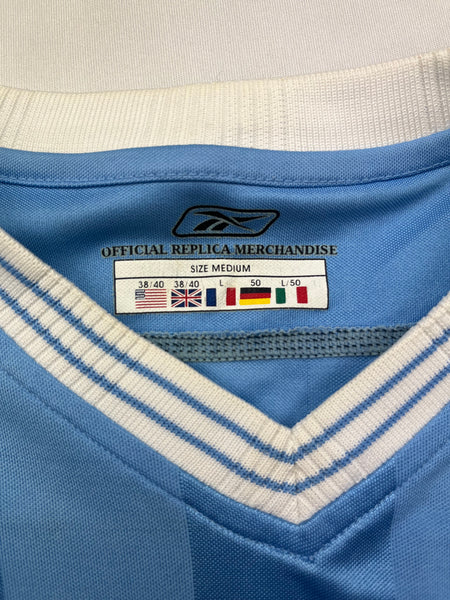 OFFICIAL REPLICA MERCHANDISE
SIZE MEDIUM
38/40 38/40 L 50 L/50